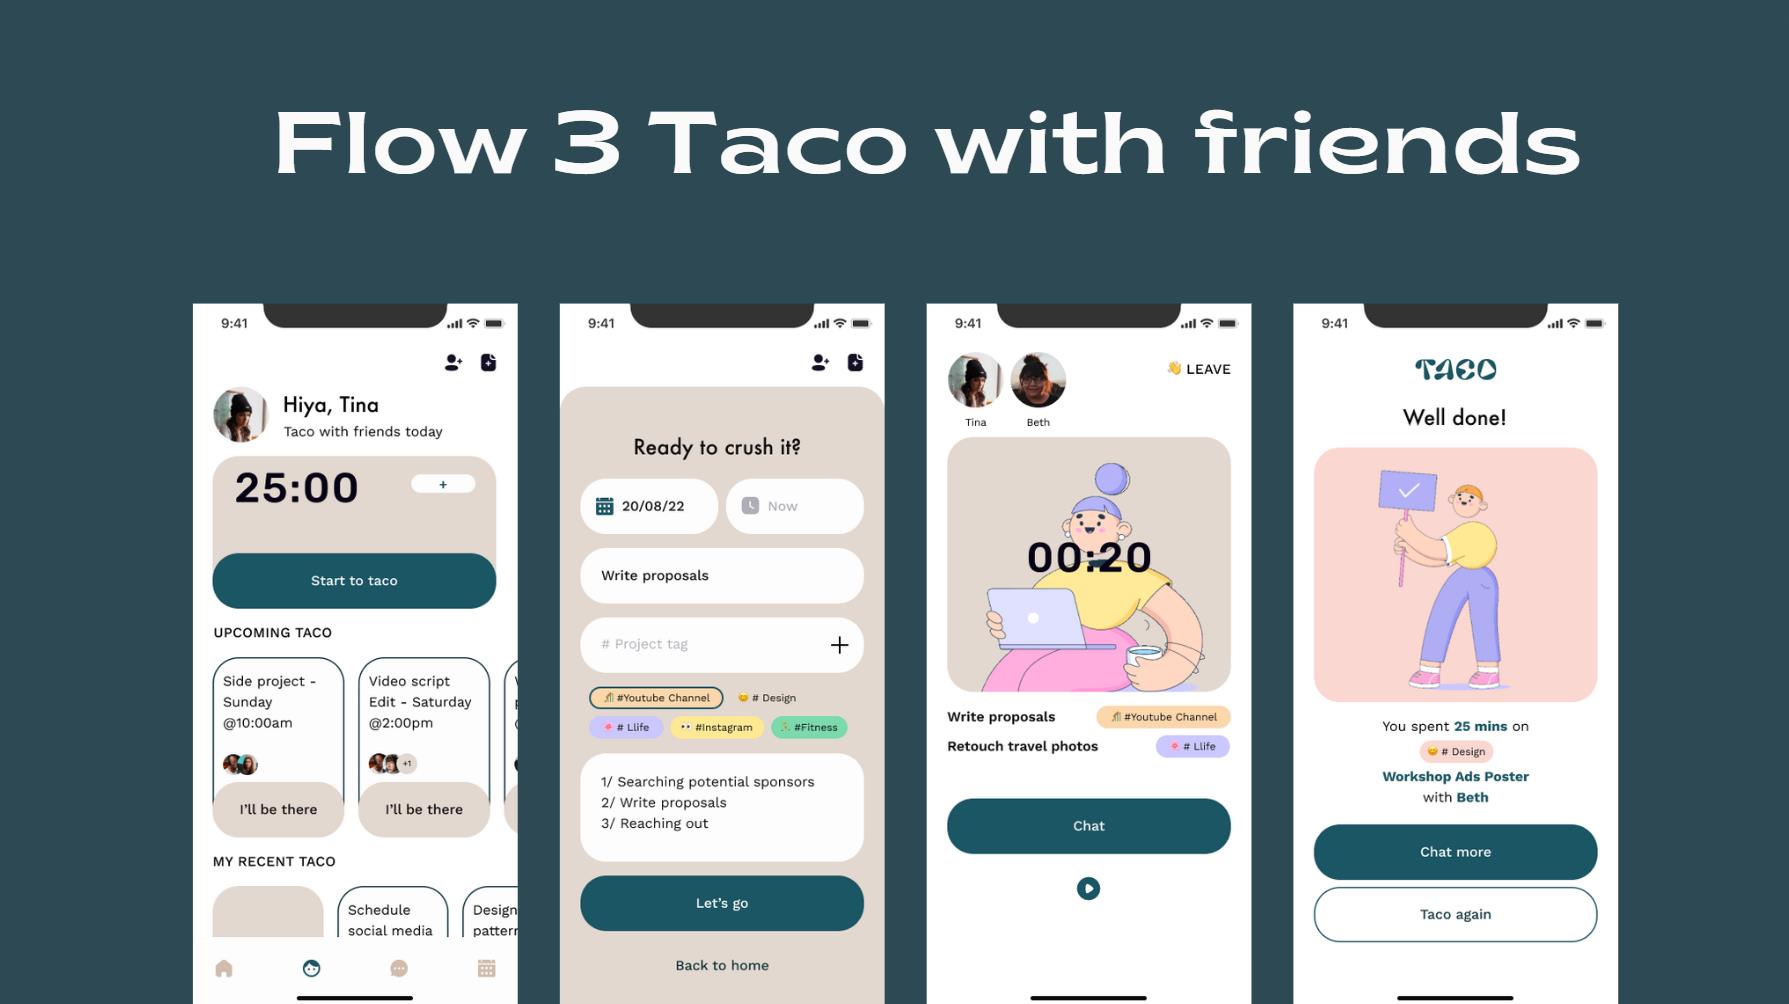 Flow 3 Taco with friends
9:41
Hiya, Tina
Taco with friends today
25:00
+
Start to taco
UPCOMING TACO
Side project -
Sunday
@10:00am
I'll be there
Video script
Edit - Saturday
@2:00pm
+1
I'll be there
MY RECENT TACO
Schedule
social media
Design
pattern
9:41
Ready to crush it?
20/08/22
Now
Write proposals
# Project tag
#Youtube Channel
# Design
# Llife
#Instagram
#Fitness
1/ Searching potential sponsors
2/ Write proposals
3/ Reaching out
Let's go
Back to home
9:41
👋 LEAVE
Tina
Beth
00:20
Write proposals
#Youtube Channel
Retouch travel photos
# Llife
Chat
9:41
TACO
Well done!
You spent 25 mins on
# Design
Workshop Ads Poster
with Beth
Chat more
Taco again